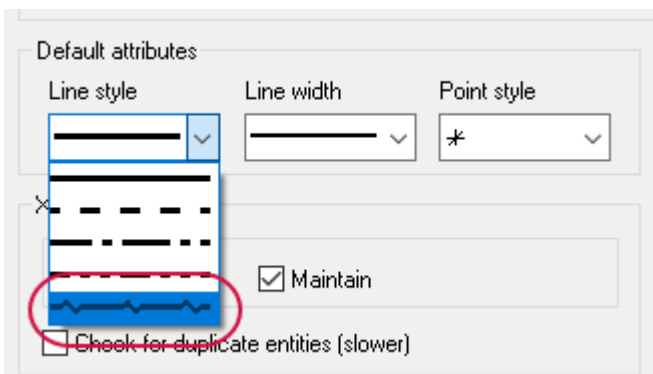 Default attributes
Line style Line width Point style
X
Maintain
Check for duplicate entities (slower)